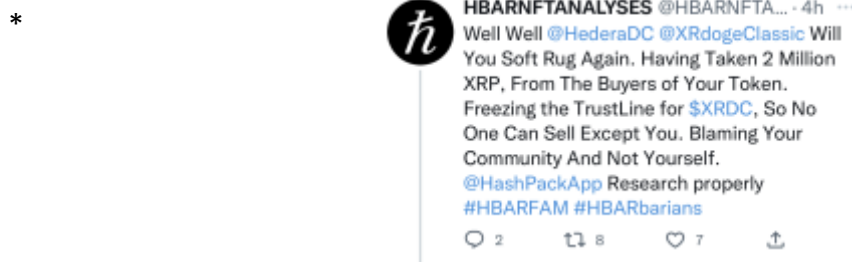 *
HBARNFTANALYSES @HBARNFTA... · 4h ...
Well Well @HederaDC @XRdogeClassic Will
You Soft Rug Again. Having Taken 2 Million
XRP, From The Buyers of Your Token.
Freezing the TrustLine for $XRDC, So No
One Can Sell Except You. Blaming Your
Community And Not Yourself.
@HashPackApp Research properly
#HBARFAM #HBARbarians
2 8 7